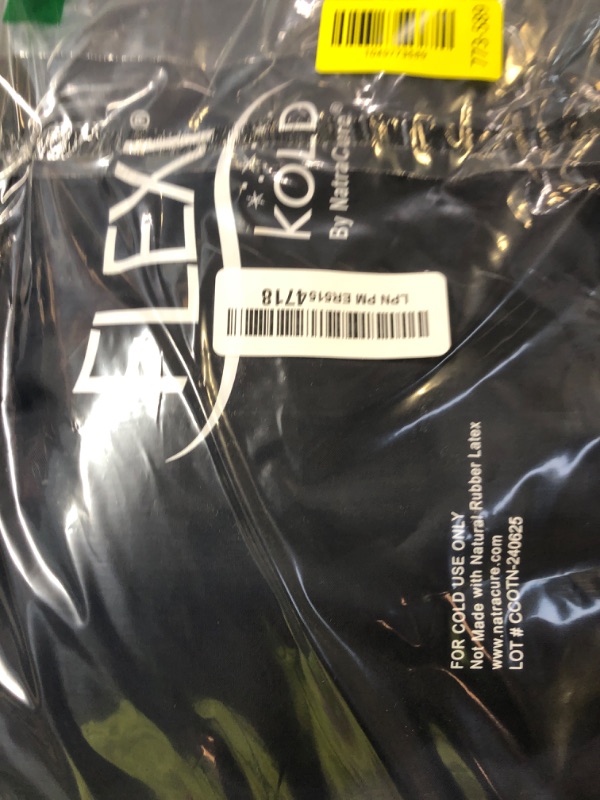 FLEXI®
KOLD
By NatraCure®
LPN PM ER5154718
FOR COLD USE ONLY
Not Made with Natural Rubber Latex
www.natracure.com
LOT # CCOTN-240625